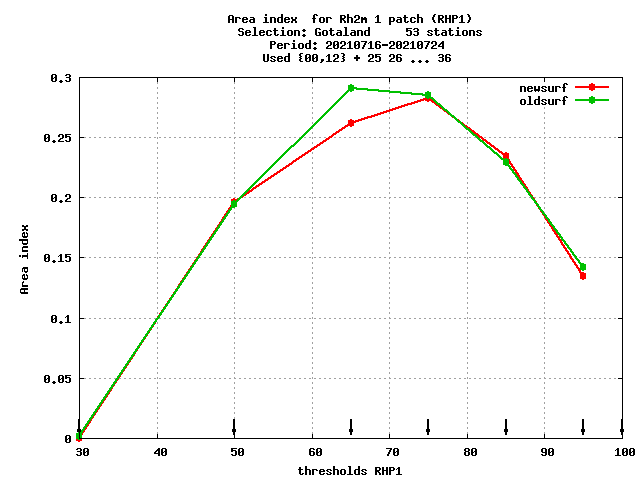 Area index  for Rh2m 1 patch (RHP1)
Selection: Gotaland     53 stations
Period: 20210716-20210724
Used {00,12} + 25 26 ... 36
newsurf
oldsurf
0.3
0.25
0.2
0.15
0.1
0.05
0
Area index
30 40 50 60 70 80 90 100
thresholds RHP1